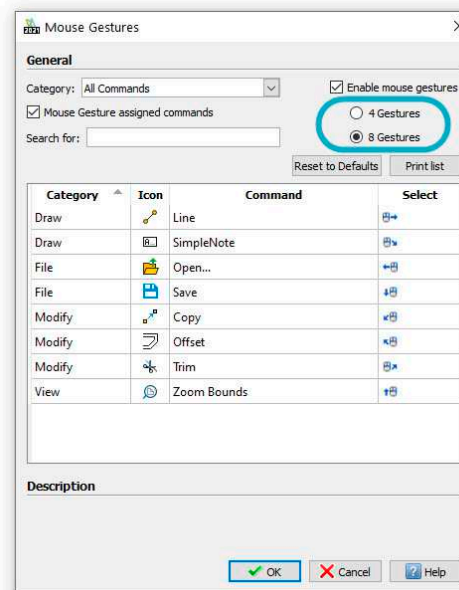 2021 Mouse Gestures
General
Category: All Commands
Enable mouse gestures
Mouse Gesture assigned commands
4 Gestures
Search for:
8 Gestures
Reset to Defaults Print list
Category Icon Command Select
Draw Line
Draw SimpleNote
File Open...
File Save
Modify Copy
Modify Offset
Modify Trim
View Zoom Bounds
Description
OK Cancel Help